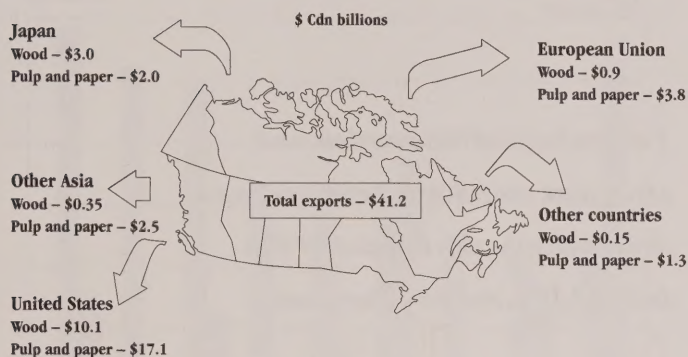 $ Cdn billions
Japan
Wood – $3.0
Pulp and paper – $2.0
European Union
Wood – $0.9
Pulp and paper – $3.8
Other Asia
Wood – $0.35
Pulp and paper – $2.5
Total exports – $41.2
Other countries
Wood – $0.15
Pulp and paper – $1.3
United States
Wood – $10.1
Pulp and paper – $17.1